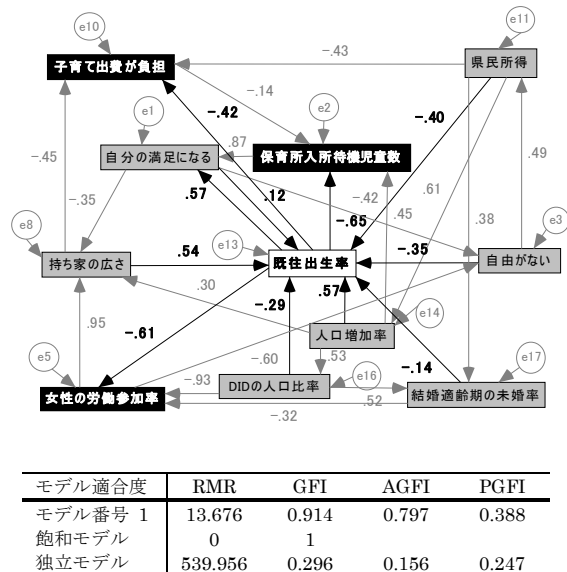 e10
e11
子育て出費が負担
-.43
県民所得
-.14
e1
-.42
e2
-.40
自分の満足になる
.87
保育所入所待機児童数
.49
-.45
-.35
.57
.12
-.42
.61
-.65
.45
.38
e8
e13
e3
持ち家の広さ
.54
既往出生率
-.35
自由がない
.30
.57
-.29
e14
.95
-.61
人口増加率
e5
-.60
.53
-.14
e17
-.93
e16
女性の労働参加率
DIDの人口比率
.52
結婚適齢期の未婚率
-.32
モデル適合度 RMR GFI AGFI PGFI
モデル番号 1 13.676 0.914 0.797 0.388
飽和モデル 0 1
独立モデル 539.956 0.296 0.156 0.247